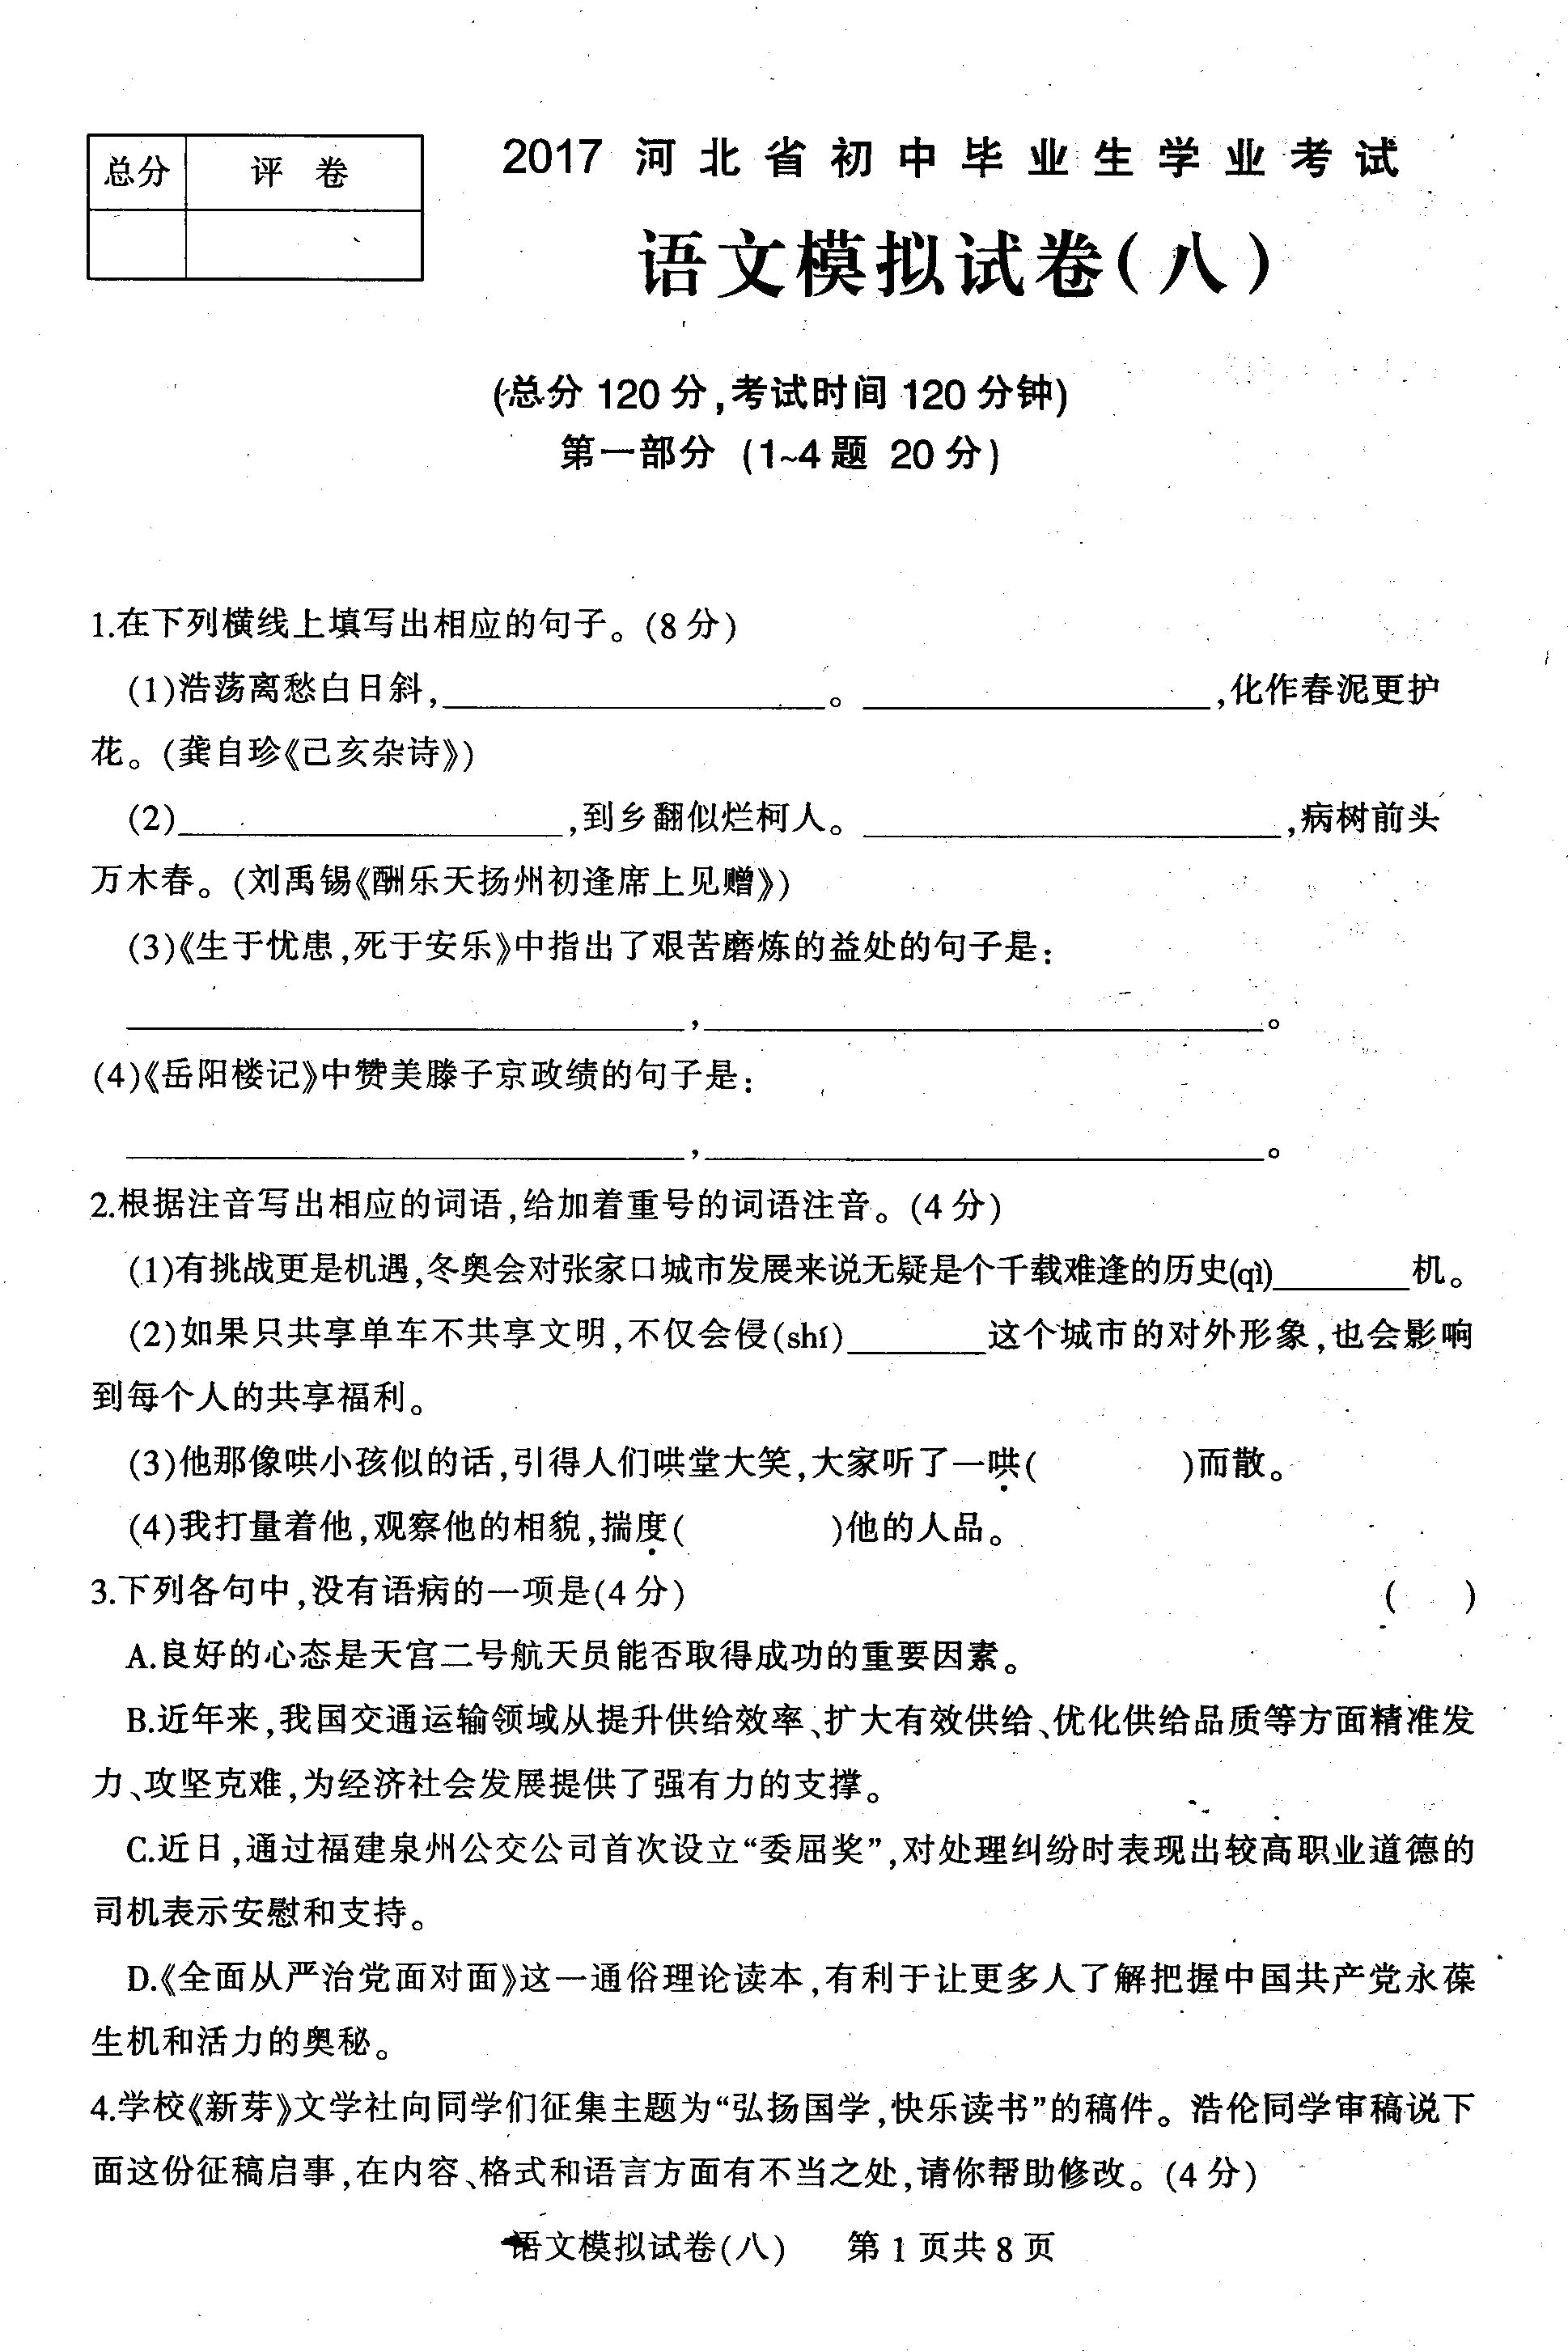 总分 评 卷
2017 河 北 省 初 中 毕 业 生 学 业 考 试
语文模拟试卷(八)
(总分 120 分,考试时间 120 分钟)
第一部分 (1~4 题 20 分)
1.在下列横线上填写出相应的句子。(8 分)
(1)浩荡离愁白日斜,____________。____________,化作春泥更护
花。(龚自珍《己亥杂诗》)
(2)____________,到乡翻似烂柯人。____________,病树前头
万木春。(刘禹锡《酬乐天扬州初逢席上见赠》)
(3)《生于忧患,死于安乐》中指出了艰苦磨炼的益处的句子是:
____________,____________。
(4)《岳阳楼记》中赞美滕子京政绩的句子是:
____________,____________。
2.根据注音写出相应的词语,给加着重号的词语注音。(4 分)
(1)有挑战更是机遇,冬奥会对张家口城市发展来说无疑是个千载难逢的历史(qì)______机。
(2)如果只共享单车不共享文明,不仅会侵(shí)______这个城市的对外形象,也会影响
到每个人的共享福利。
(3)他那像哄小孩似的话,引得人们哄堂大笑,大家听了一哄(      )而散。
(4)我打量着他,观察他的相貌,揣度(      )他的人品。
3.下列各句中,没有语病的一项是(4 分) (   )
A.良好的心态是天宫二号航天员能否取得成功的重要因素。
B.近年来,我国交通运输领域从提升供给效率、扩大有效供给、优化供给品质等方面精准发
力、攻坚克难,为经济社会发展提供了强有力的支撑。
C.近日,通过福建泉州公交公司首次设立“委屈奖”,对处理纠纷时表现出较高职业道德的
司机表示安慰和支持。
D.《全面从严治党面对面》这一通俗理论读本,有利于让更多人了解把握中国共产党永葆
生机和活力的奥秘。
4.学校《新芽》文学社向同学们征集主题为“弘扬国学,快乐读书”的稿件。浩伦同学审稿说下
面这份征稿启事,在内容、格式和语言方面有不当之处,请你帮助修改。(4 分)
语文模拟试卷(八) 第 1 页共 8 页